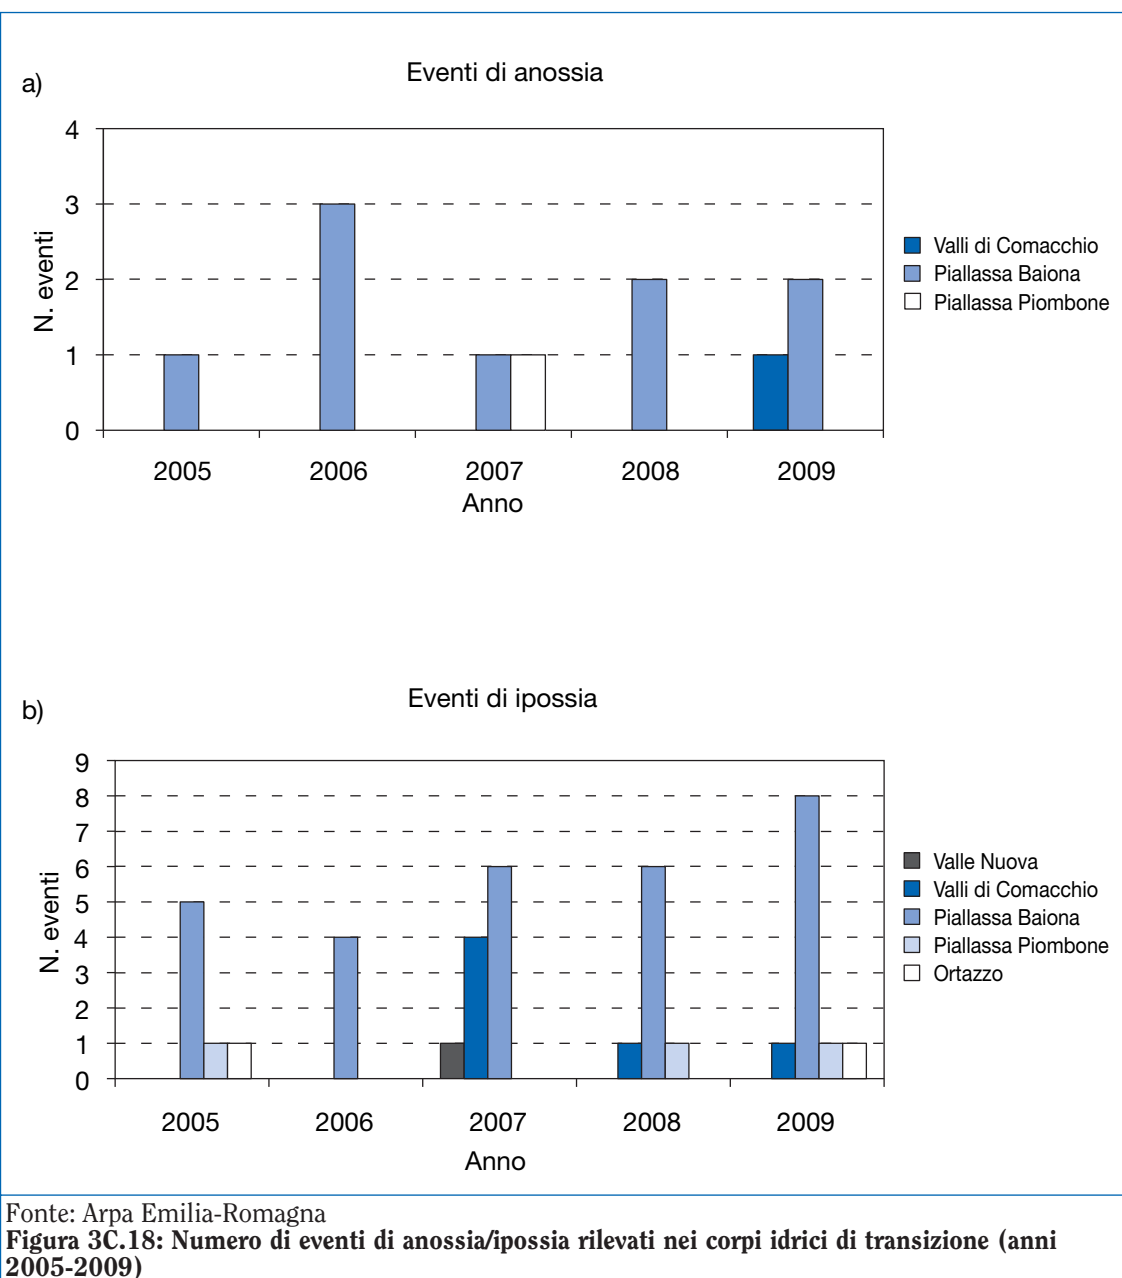 a)
Eventi di anossia
4
3
2
1
0
N. eventi
2005 2006 2007 2008 2009
Anno
Valli di Comacchio
Piallassa Baiona
Piallassa Piombone
b)
Eventi di ipossia
9
8
7
6
5
4
3
2
1
0
N. eventi
2005 2006 2007 2008 2009
Anno
Valle Nuova
Valli di Comacchio
Piallassa Baiona
Piallassa Piombone
Ortazzo
Fonte: Arpa Emilia-Romagna
Figura 3C.18: Numero di eventi di anossia/ipossia rilevati nei corpi idrici di transizione (anni
2005-2009)